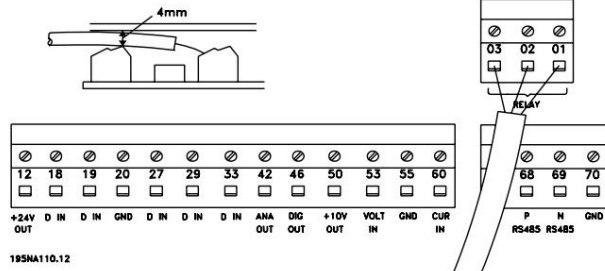 4mm
03 02 01
RELAY
12 18 19 20 27 29 33 42 46 50 53 55 60
+24V OUT D IN D IN GND D IN D IN D IN ANA OUT DIG OUT +10V OUT VOLT IN GND CUR IN
68 69 70
P RS485 N RS485 GND
195NA110.12